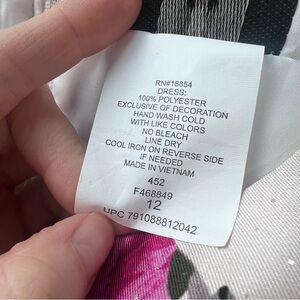 RN#18854
DRESS:
100% POLYESTER
EXCLUSIVE OF DECORATION
HAND WASH COLD
WITH LIKE COLORS
NO BLEACH
LINE DRY
COOL IRON ON REVERSE SIDE
IF NEEDED
MADE IN VIETNAM
452
F468849
12
UPC 791088812042